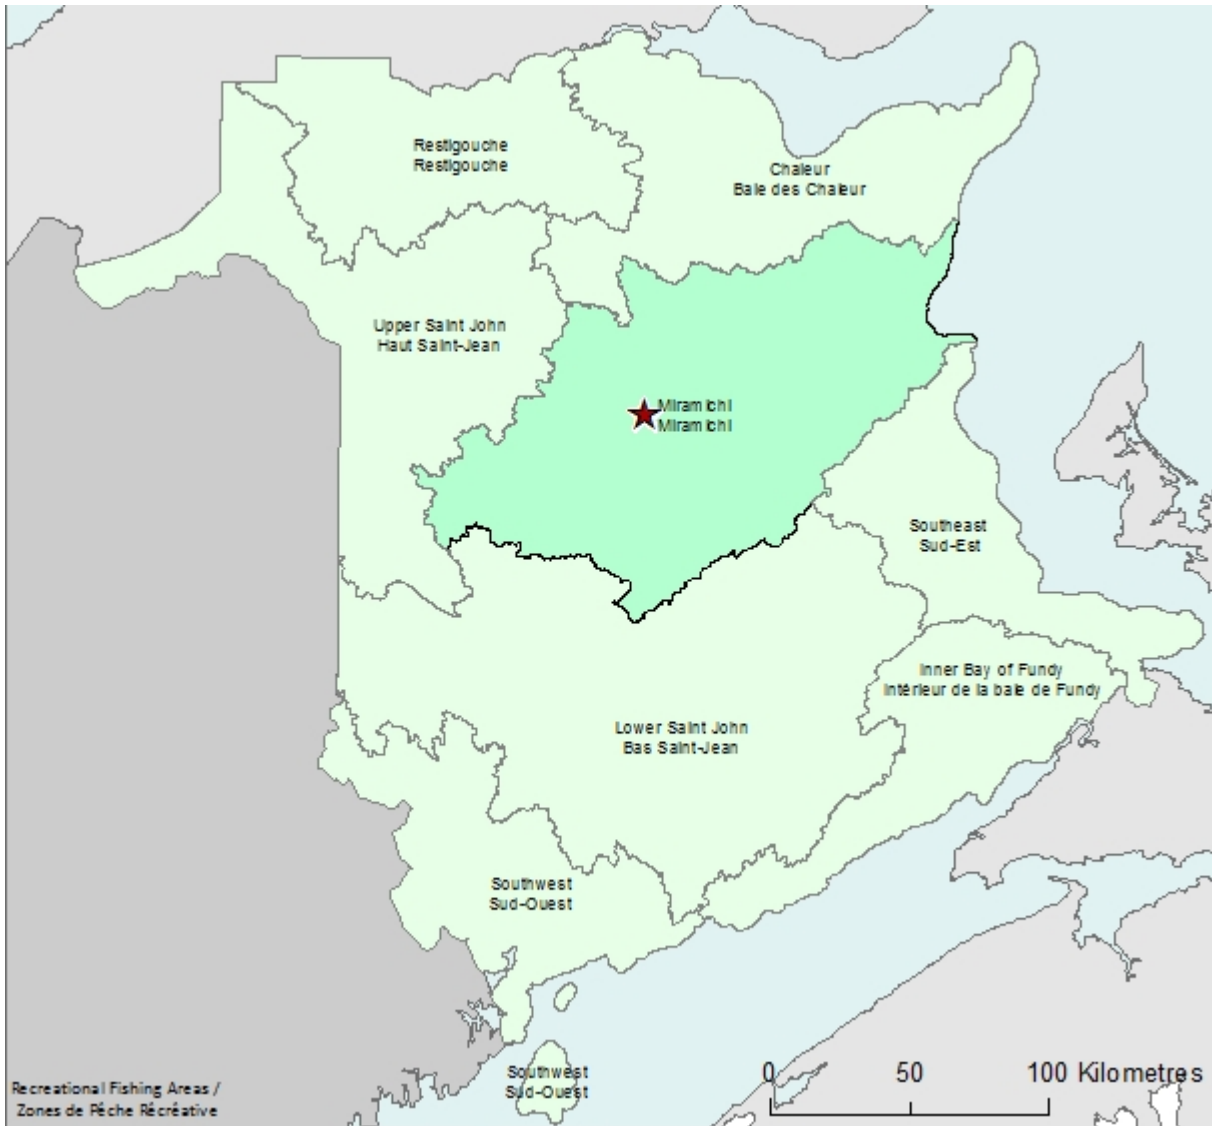 Restigouche
Restigouche
Chaleur
Baie des Chaleur
Upper Saint John
Haut Saint-Jean
Miramichi
Miramichi
Southeast
Sud-Est
Inner Bay of Fundy
Intérieur de la baie de Fundy
Lower Saint John
Bas Saint-Jean
Southwest
Sud-Ouest
Southwest
Sud-Ouest
0 50 100 Kilometres
Recreational Fishing Areas /
Zones de Pêche Récréative